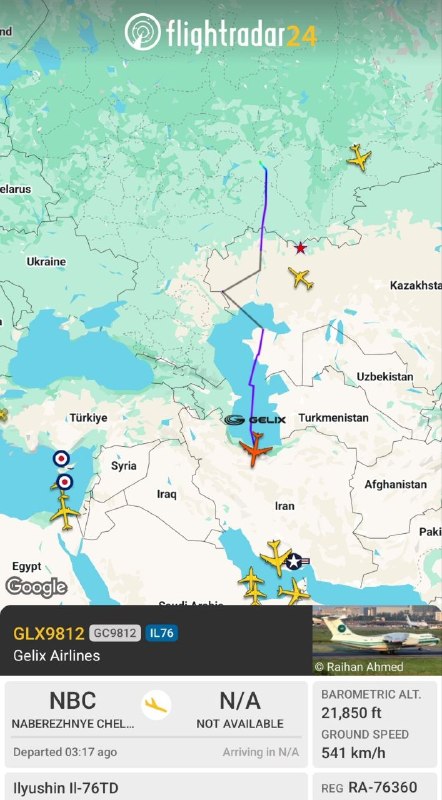 flightradar24
nd
elarus
Ukraine
Kazakhsta
Uzbekistan
GELIX
Turkmenistan
Türkiye
Syria
Afghanistan
Iraq
Iran
Paki
Egypt
Google
Saudi Arabia
GLX9812 GC9812 IL76
Gelix Airlines
© Raihan Ahmed
NBC
NABEREZHNYE CHEL...
N/A
NOT AVAILABLE
Departed 03:17 ago
Arriving in N/A
BAROMETRIC ALT.
21,850 ft
GROUND SPEED
541 km/h
Ilyushin Il-76TD
REG RA-76360